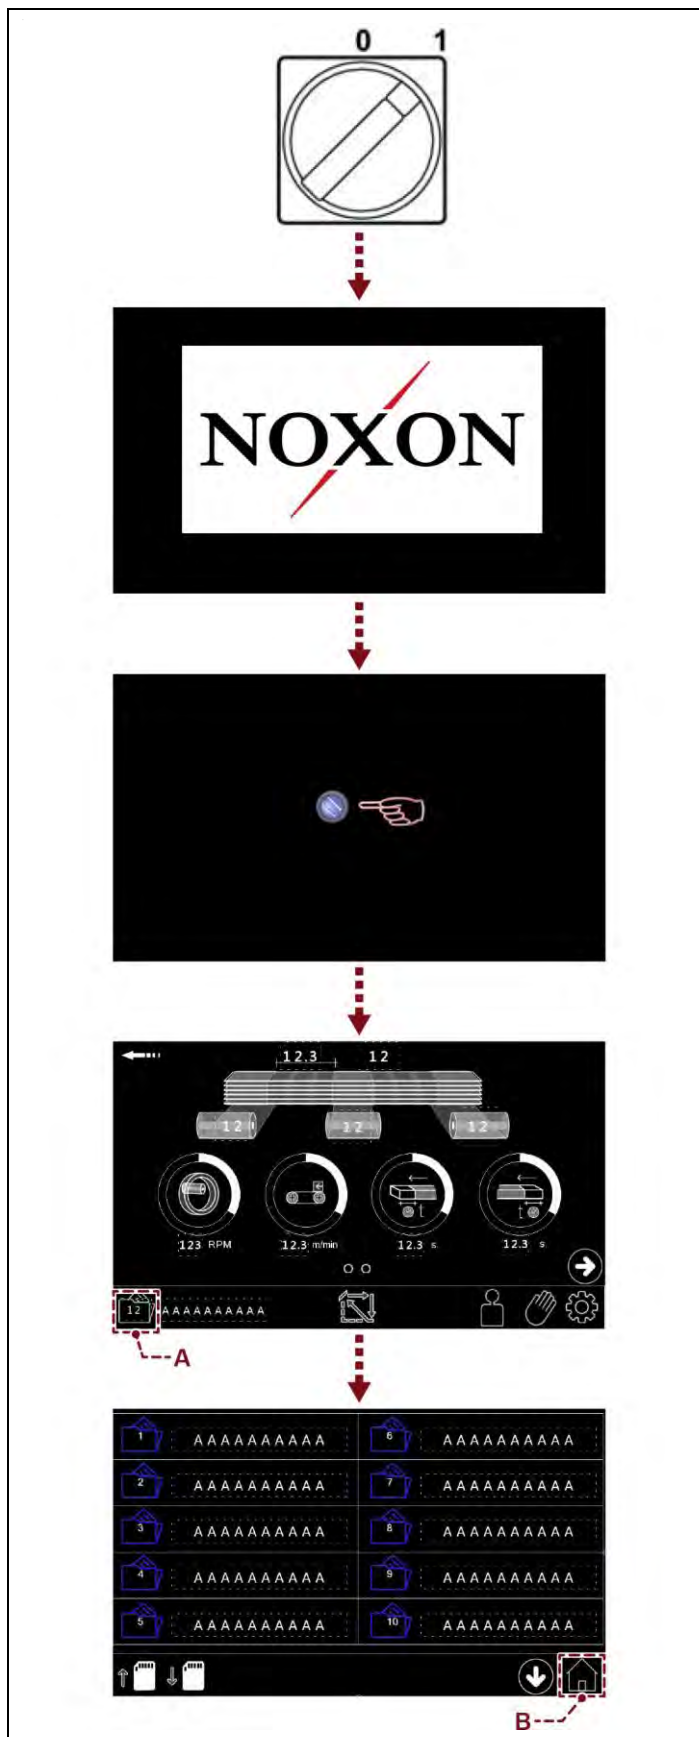 0 1
NOXON
12.3 12
12 12 12
123 RPM 12.3 m/min 12.3 s 12.3 s
12 AAAAAAAAAA
A
1 AAAAAAAAAA 6 AAAAAAAAAA
2 AAAAAAAAAA 7 AAAAAAAAAA
3 AAAAAAAAAA 8 AAAAAAAAAA
4 AAAAAAAAAA 9 AAAAAAAAAA
5 AAAAAAAAAA 10 AAAAAAAAAA
B